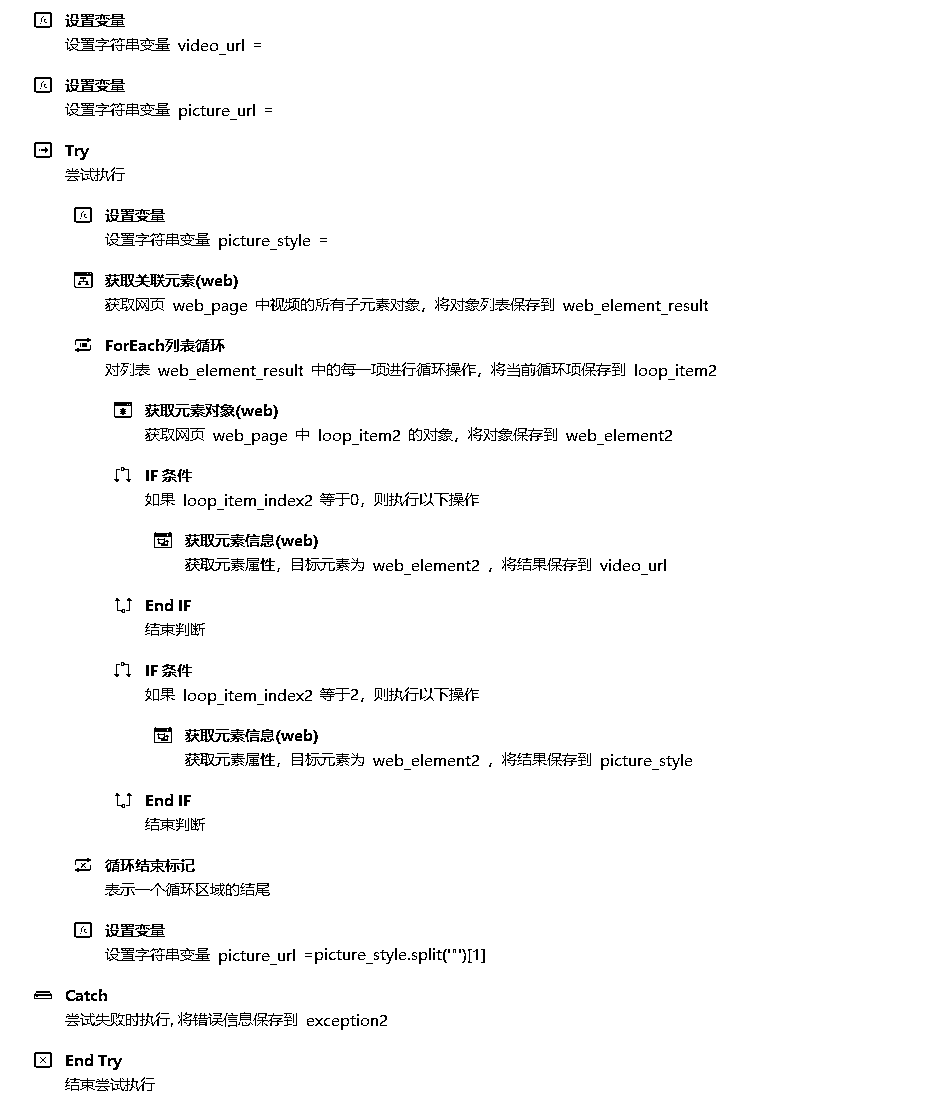 设置变量
设置字符串变量 video_url =
设置变量
设置字符串变量 picture_url =
Try
尝试执行
设置变量
设置字符串变量 picture_style =
获取关联元素(web)
获取网页 web_page 中视频的所有子元素对象，将对象列表保存到 web_element_result
ForEach列表循环
对列表 web_element_result 中的每一项进行循环操作，将当前循环项保存到 loop_item2
获取元素对象(web)
获取网页 web_page 中 loop_item2 的对象，将对象保存到 web_element2
IF 条件
如果 loop_item_index2 等于0，则执行以下操作
获取元素信息(web)
获取元素属性，目标元素为 web_element2 ，将结果保存到 video_url
End IF
结束判断
IF 条件
如果 loop_item_index2 等于2，则执行以下操作
获取元素信息(web)
获取元素属性，目标元素为 web_element2 ，将结果保存到 picture_style
End IF
结束判断
循环结束标记
表示一个循环区域的结尾
设置变量
设置字符串变量 picture_url =picture_style.split('"')[1]
Catch
尝试失败时执行, 将错误信息保存到 exception2
End Try
结束尝试执行